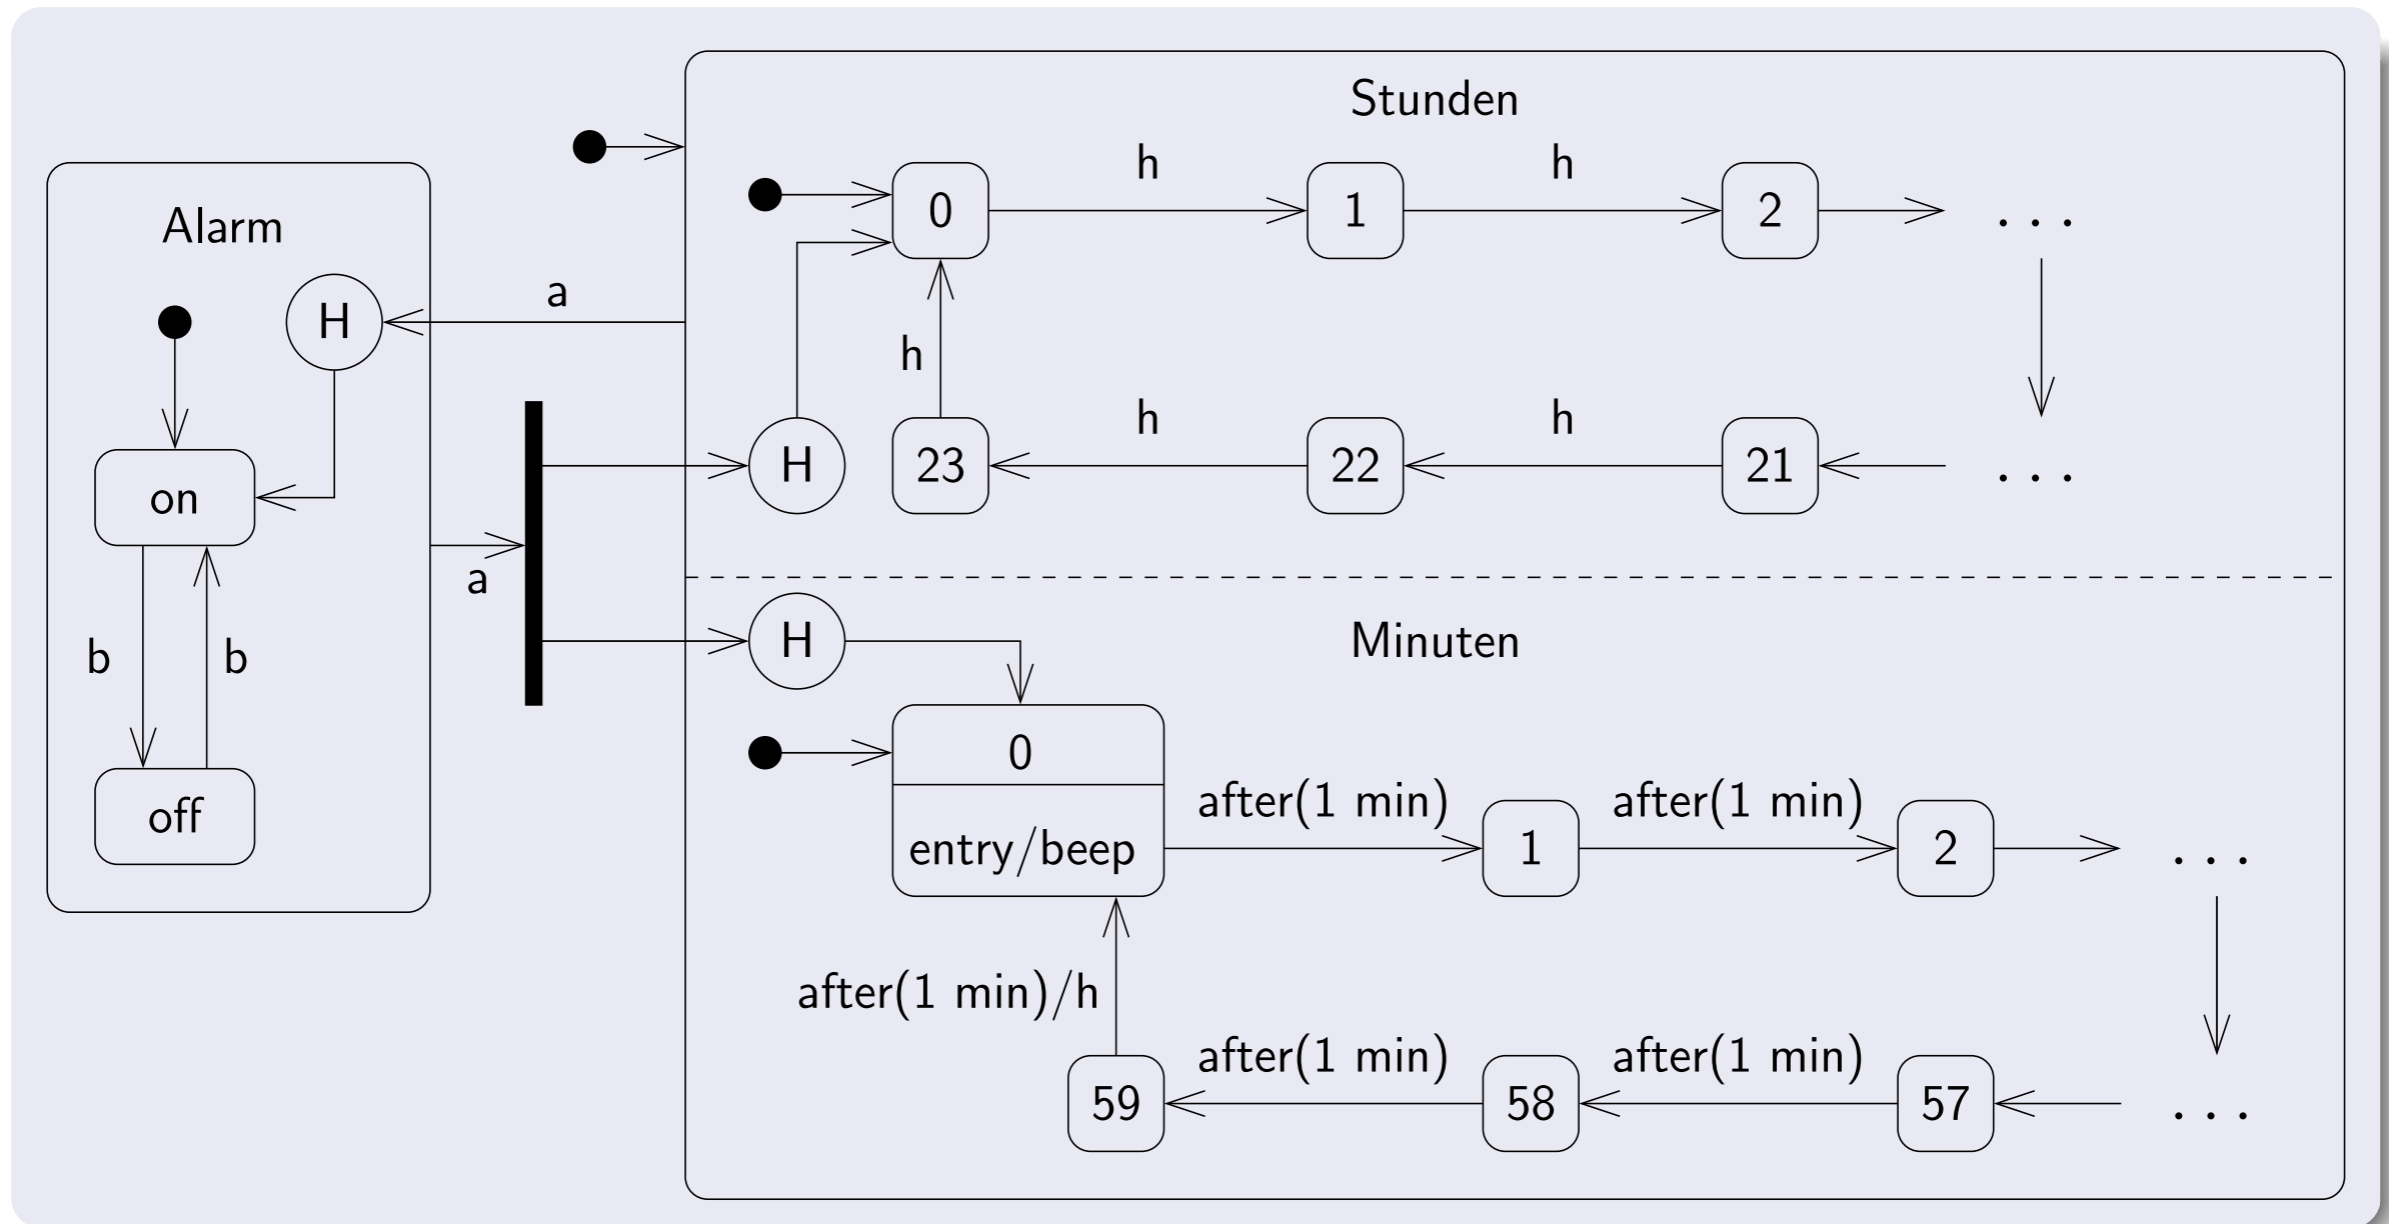 Stunden
h
h
0
1
2
. . .
Alarm
a
H
H
h
h
h
on
23
22
21
. . .
a
b
b
off
H
Minuten
0
entry/beep
after(1 min)
after(1 min)
1
2
. . .
after(1 min)/h
after(1 min)
after(1 min)
59
58
57
. . .